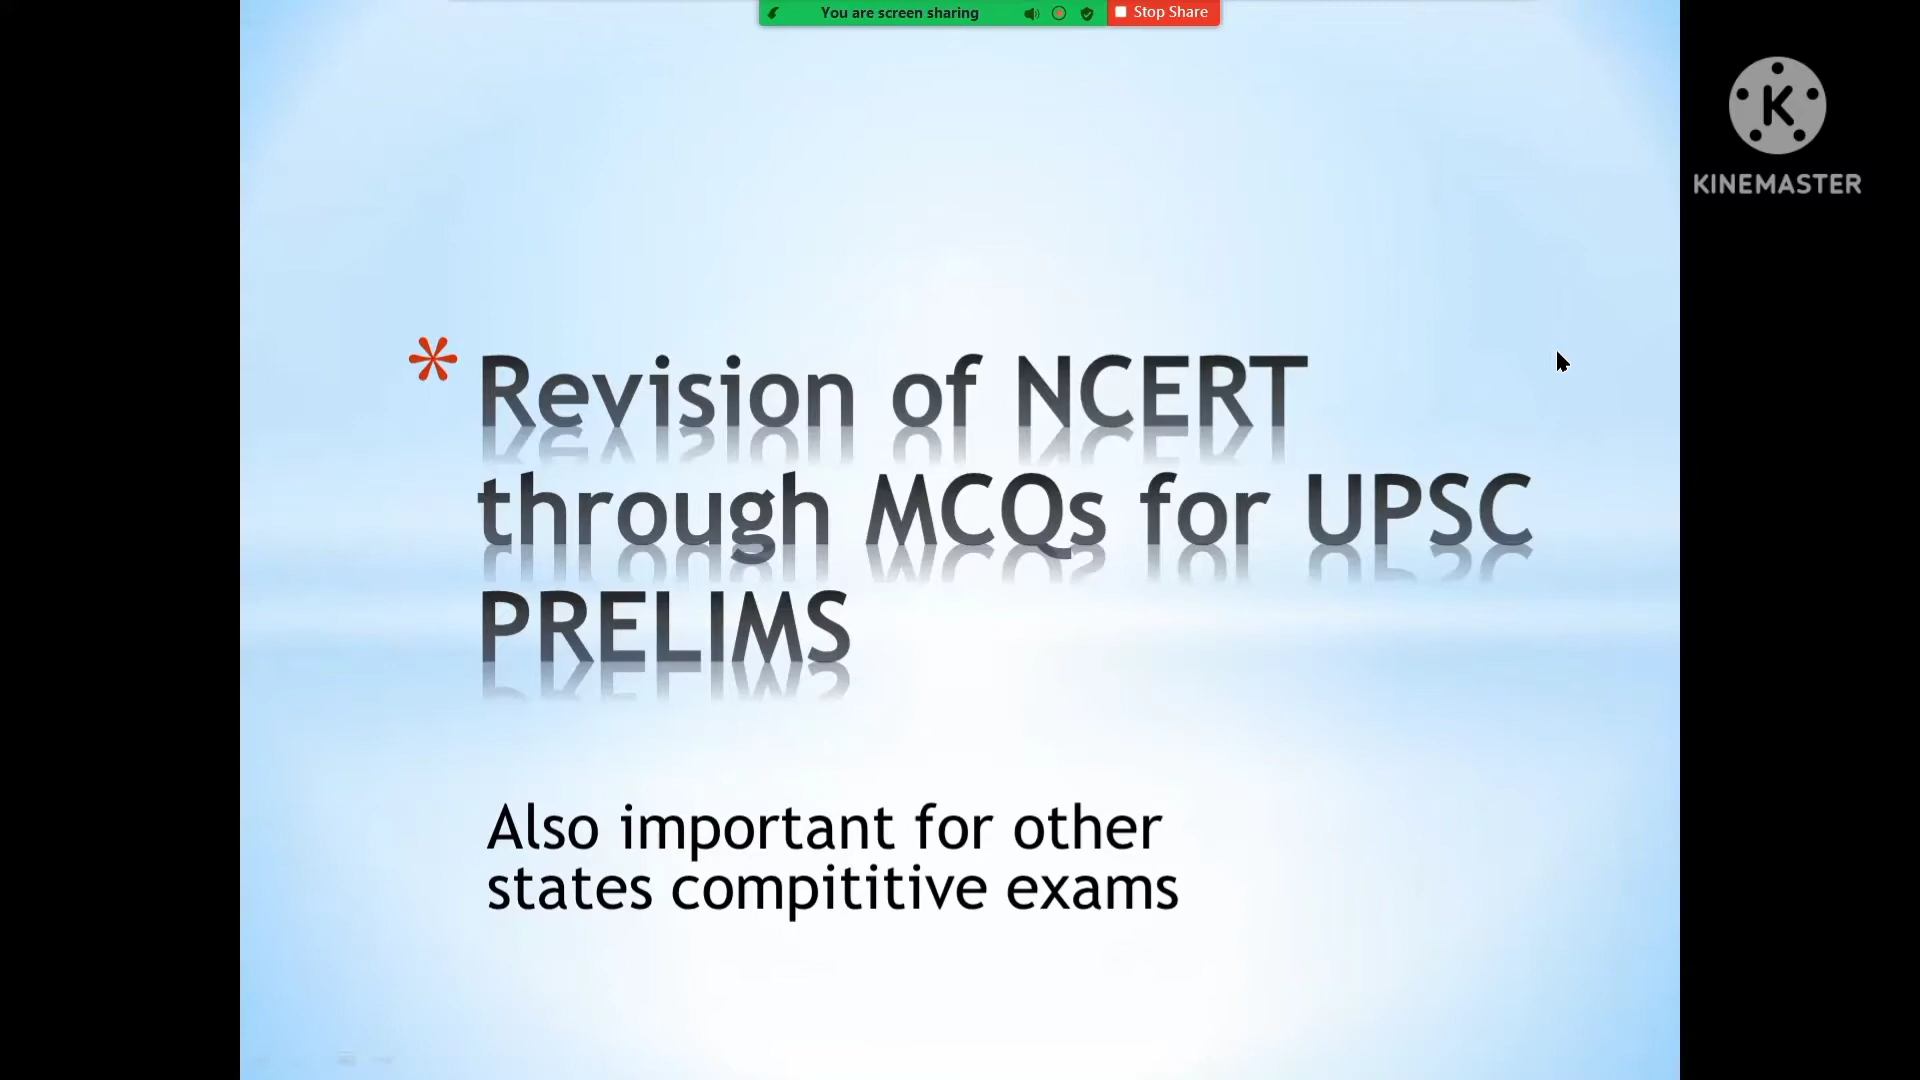 You are screen sharing
Stop Share
K
KINEMASTER
* Revision of NCERT
through MCQs for UPSC
PRELIMS
Also important for other
states compititive exams